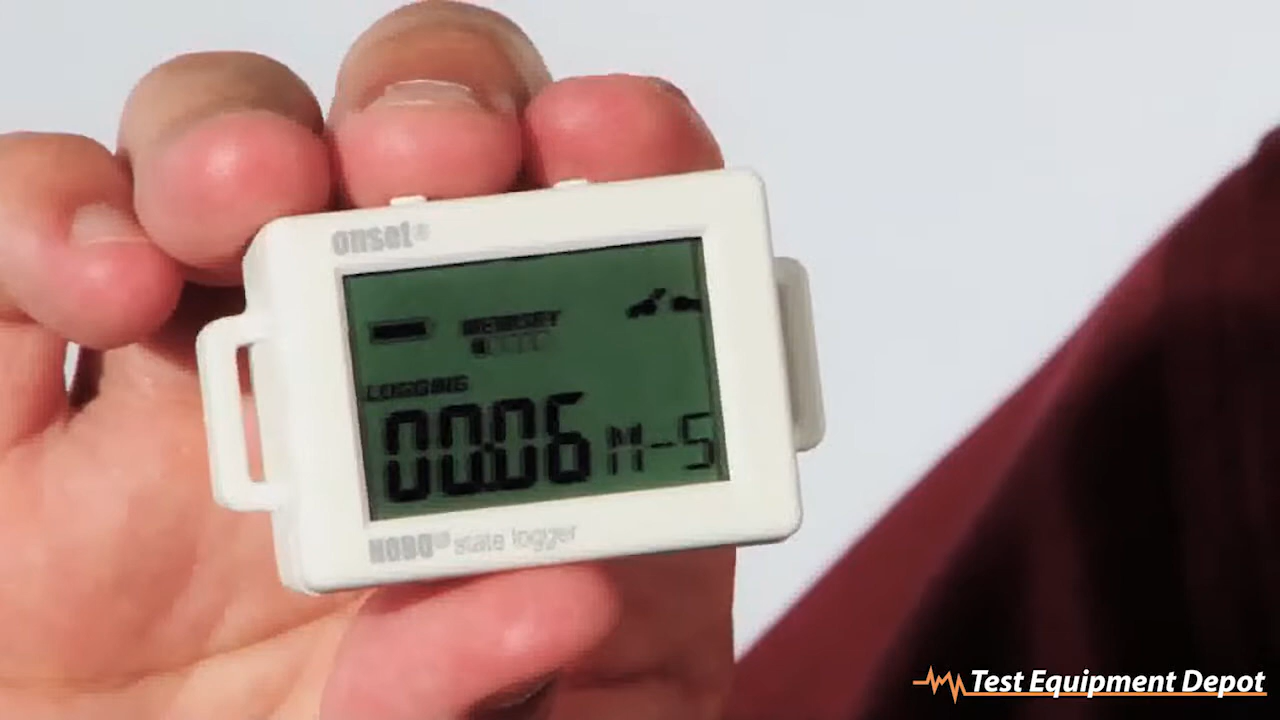 onset®
MEMORY
LOGGING
00:06 M-S
HOBO® state logger
Test Equipment Depot